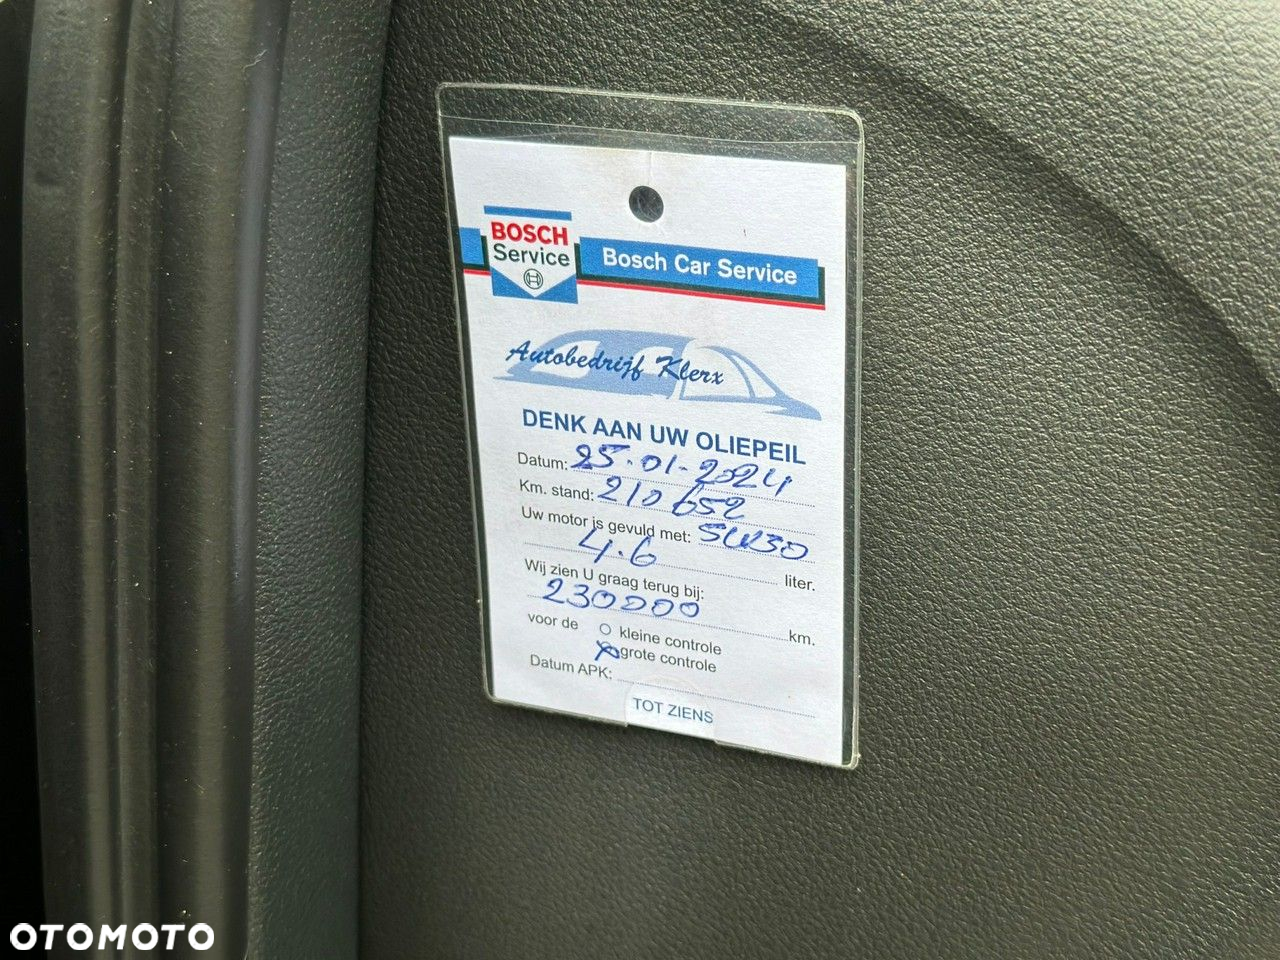 BOSCH
Service
Bosch Car Service
Autobedrijf Klerx
DENK AAN UW OLIEPEIL
Datum: 25-01-2024
Km. stand: 210652
Uw motor is gevuld met: 5W30
4.6 liter.
Wij zien U graag terug bij:
230000 km.
voor de kleine controle
grote controle
Datum APK:
TOT ZIENS
OTOMOTO